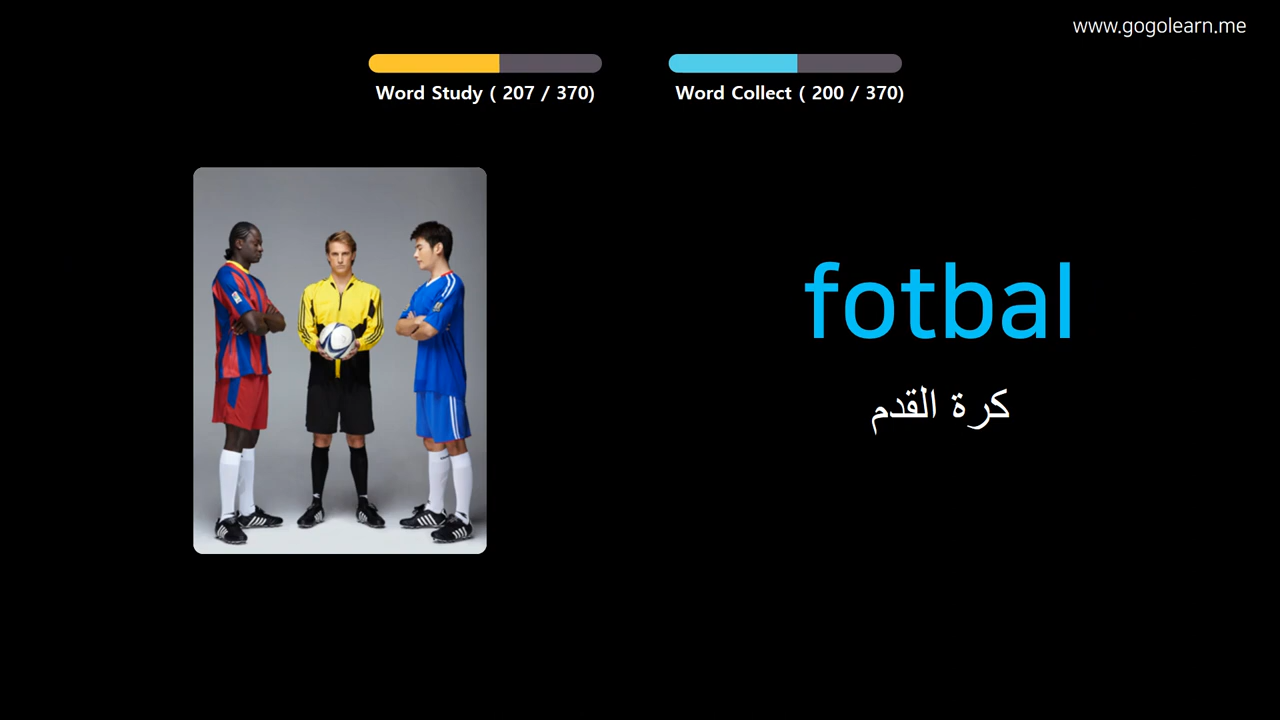 www.gogolearn.me
Word Study ( 207 / 370)
Word Collect ( 200 / 370)
fotbal
كرة القدم